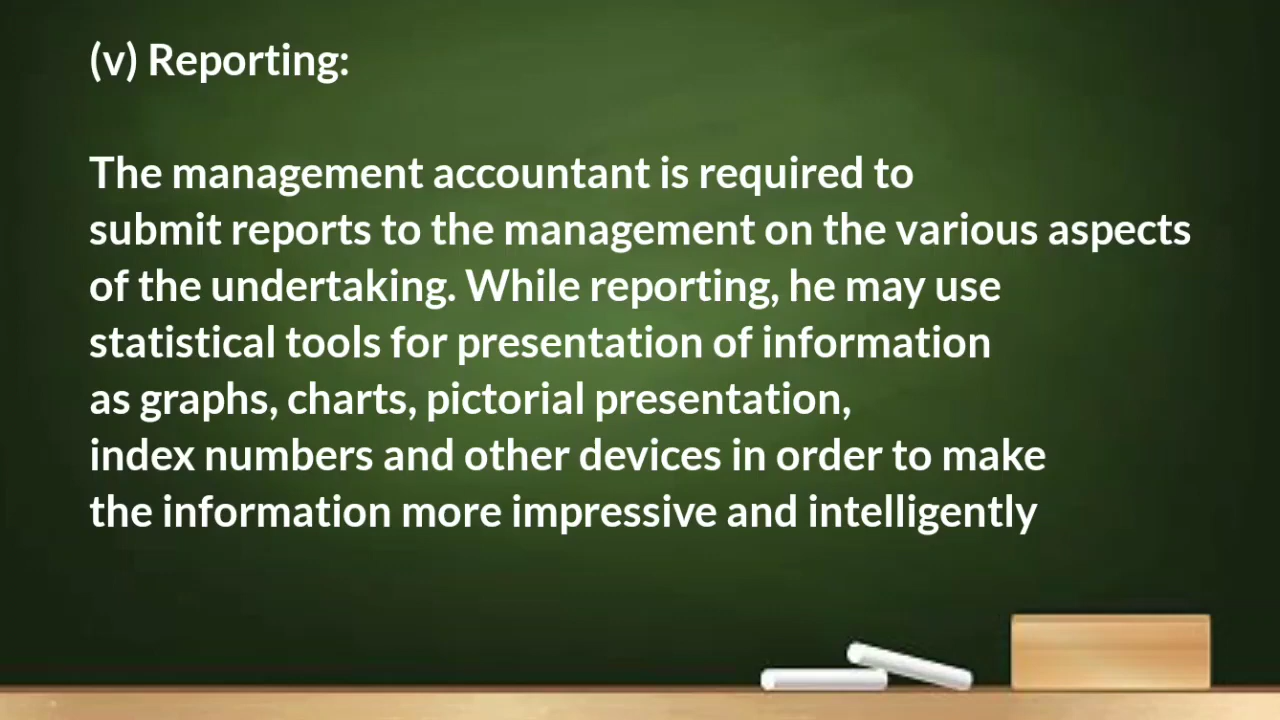 (v) Reporting:
The management accountant is required to
submit reports to the management on the various aspects
of the undertaking. While reporting, he may use
statistical tools for presentation of information
as graphs, charts, pictorial presentation,
index numbers and other devices in order to make
the information more impressive and intelligently